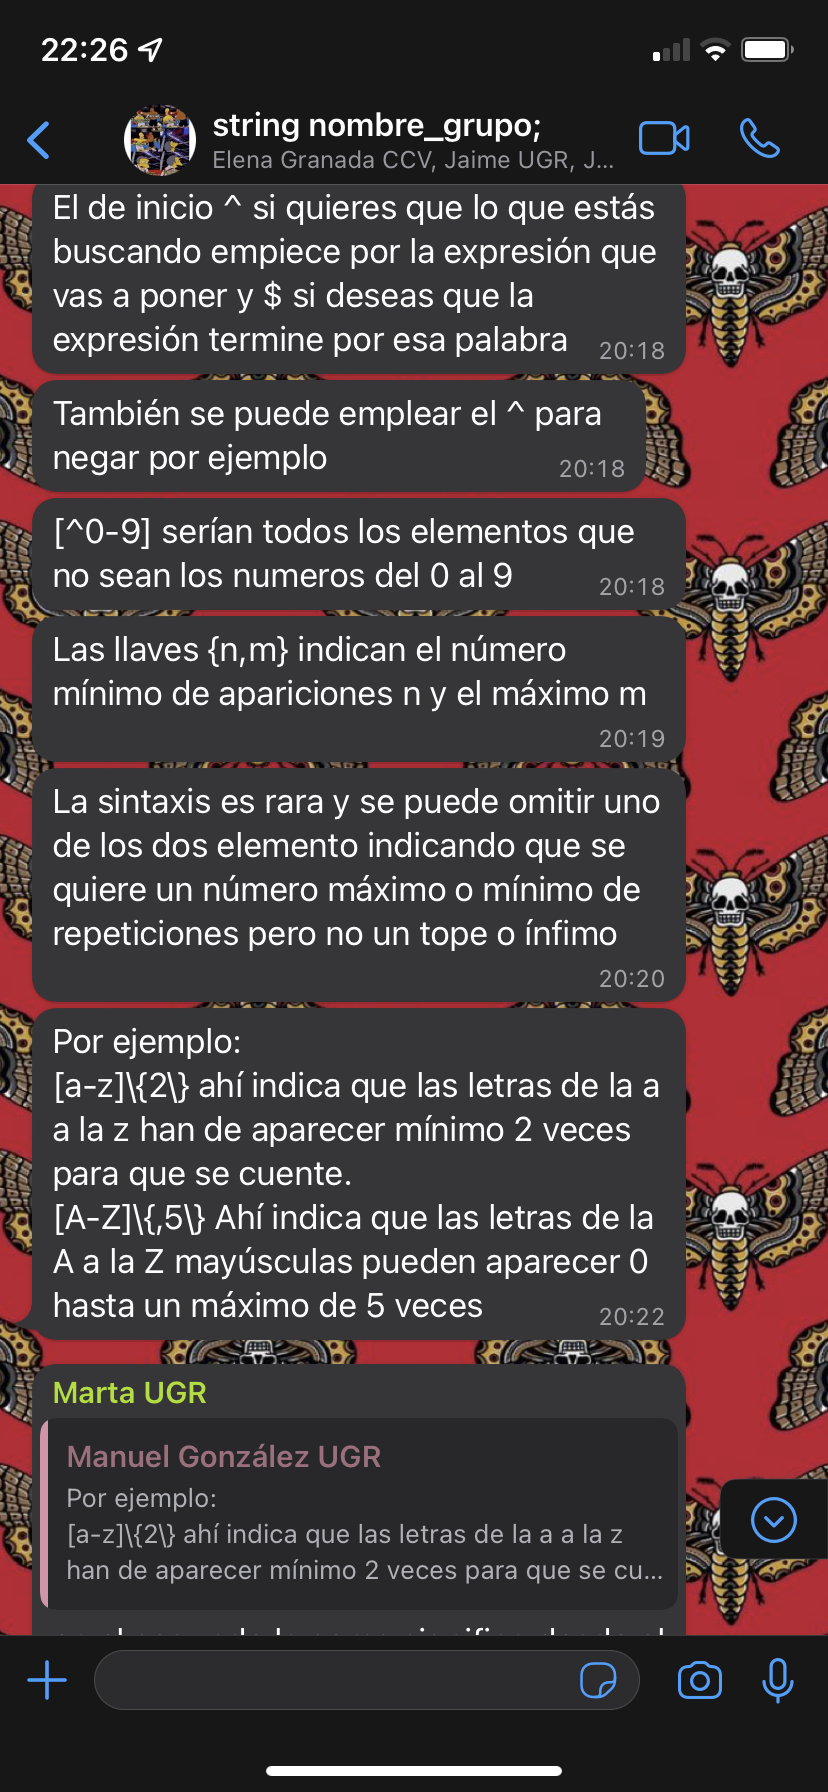 22:26
string nombre_grupo;
Elena Granada CCV, Jaime UGR, J...
El de inicio ^ si quieres que lo que estás
buscando empiece por la expresión que
vas a poner y $ si deseas que la
expresión termine por esa palabra
20:18
También se puede emplear el ^ para
negar por ejemplo
20:18
[^0-9] serían todos los elementos que
no sean los numeros del 0 al 9
20:18
Las llaves {n,m} indican el número
mínimo de apariciones n y el máximo m
20:19
La sintaxis es rara y se puede omitir uno
de los dos elemento indicando que se
quiere un número máximo o mínimo de
repeticiones pero no un tope o ínfimo
20:20
Por ejemplo:
[a-z]\{2\} ahí indica que las letras de la a
a la z han de aparecer mínimo 2 veces
para que se cuente.
[A-Z]\{,5\} Ahí indica que las letras de la
A a la Z mayúsculas pueden aparecer 0
hasta un máximo de 5 veces
20:22
Marta UGR
Manuel González UGR
Por ejemplo:
[a-z]\{2\} ahí indica que las letras de la a a la z
han de aparecer mínimo 2 veces para que se cu...